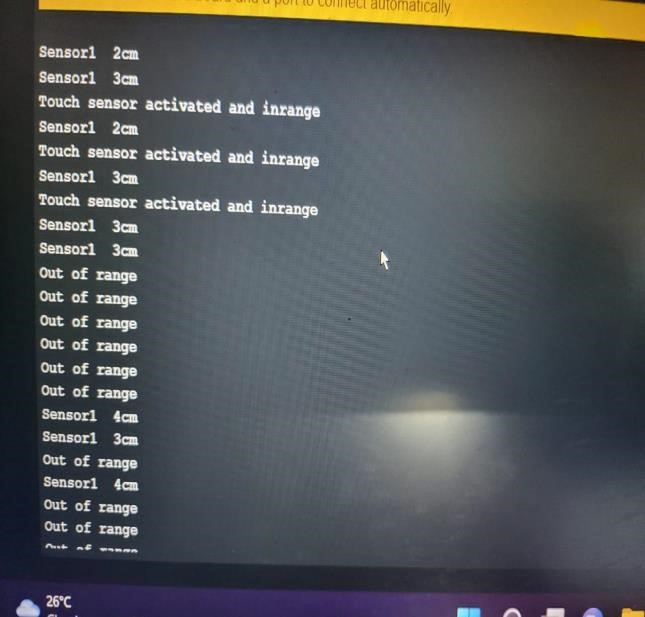 a port to connect automatically.
Sensor1 2cm
Sensor1 3cm
Touch sensor activated and inrange
Sensor1 2cm
Touch sensor activated and inrange
Sensor1 3cm
Touch sensor activated and inrange
Sensor1 3cm
Sensor1 3cm
Out of range
Out of range
Out of range
Out of range
Out of range
Out of range
Sensor1 4cm
Sensor1 3cm
Out of range
Sensor1 4cm
Out of range
Out of range
Out of range
26°C